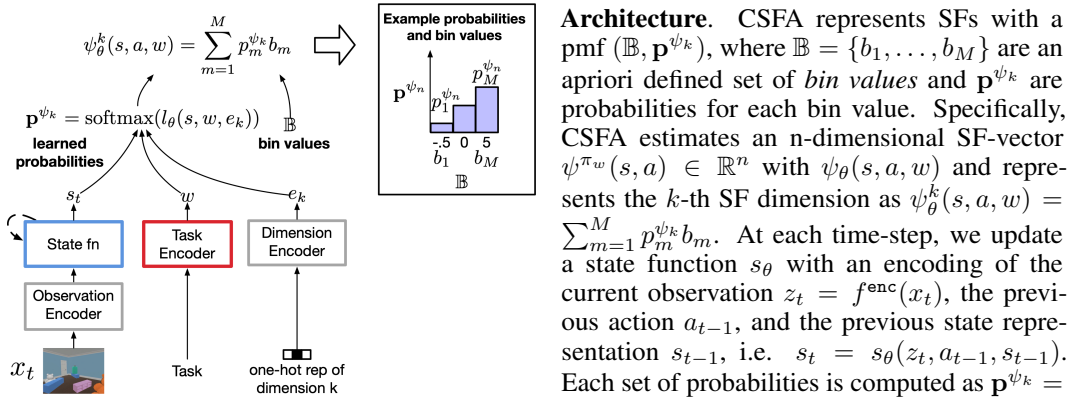 ψ_θ^k(s, a, w) = ∑_{m=1}^{M} p_m^{ψ_k} b_m
p^{ψ_k} = softmax(l_θ(s, w, e_k))
𝔹
learned
probabilities
bin values
s_t
w
e_k
State fn
Task
Encoder
Dimension
Encoder
Observation
Encoder
x_t
Task
one-hot rep of
dimension k
Example probabilities
and bin values
p^{ψ_n}
p_1^{ψ_n}
p_M^{ψ_n}
-.5 0 5
b_1 b_M
𝔹
Architecture. CSFA represents SFs with a
pmf (𝔹, p^{ψ_k}), where 𝔹 = {b_1, . . . , b_M} are an
apriori defined set of bin values and p^{ψ_k} are
probabilities for each bin value. Specifically,
CSFA estimates an n-dimensional SF-vector
ψ^{π_w}(s, a) ∈ ℝ^n with ψ_θ(s, a, w) and repre-
sents the k-th SF dimension as ψ_θ^k(s, a, w) =
∑_{m=1}^{M} p_m^{ψ_k} b_m. At each time-step, we update
a state function s_θ with an encoding of the
current observation z_t = f^{enc}(x_t), the previ-
ous action a_{t−1}, and the previous state repre-
sentation s_{t−1}, i.e. s_t = s_θ(z_t, a_{t−1}, s_{t−1}).
Each set of probabilities is computed as p^{ψ_k} =